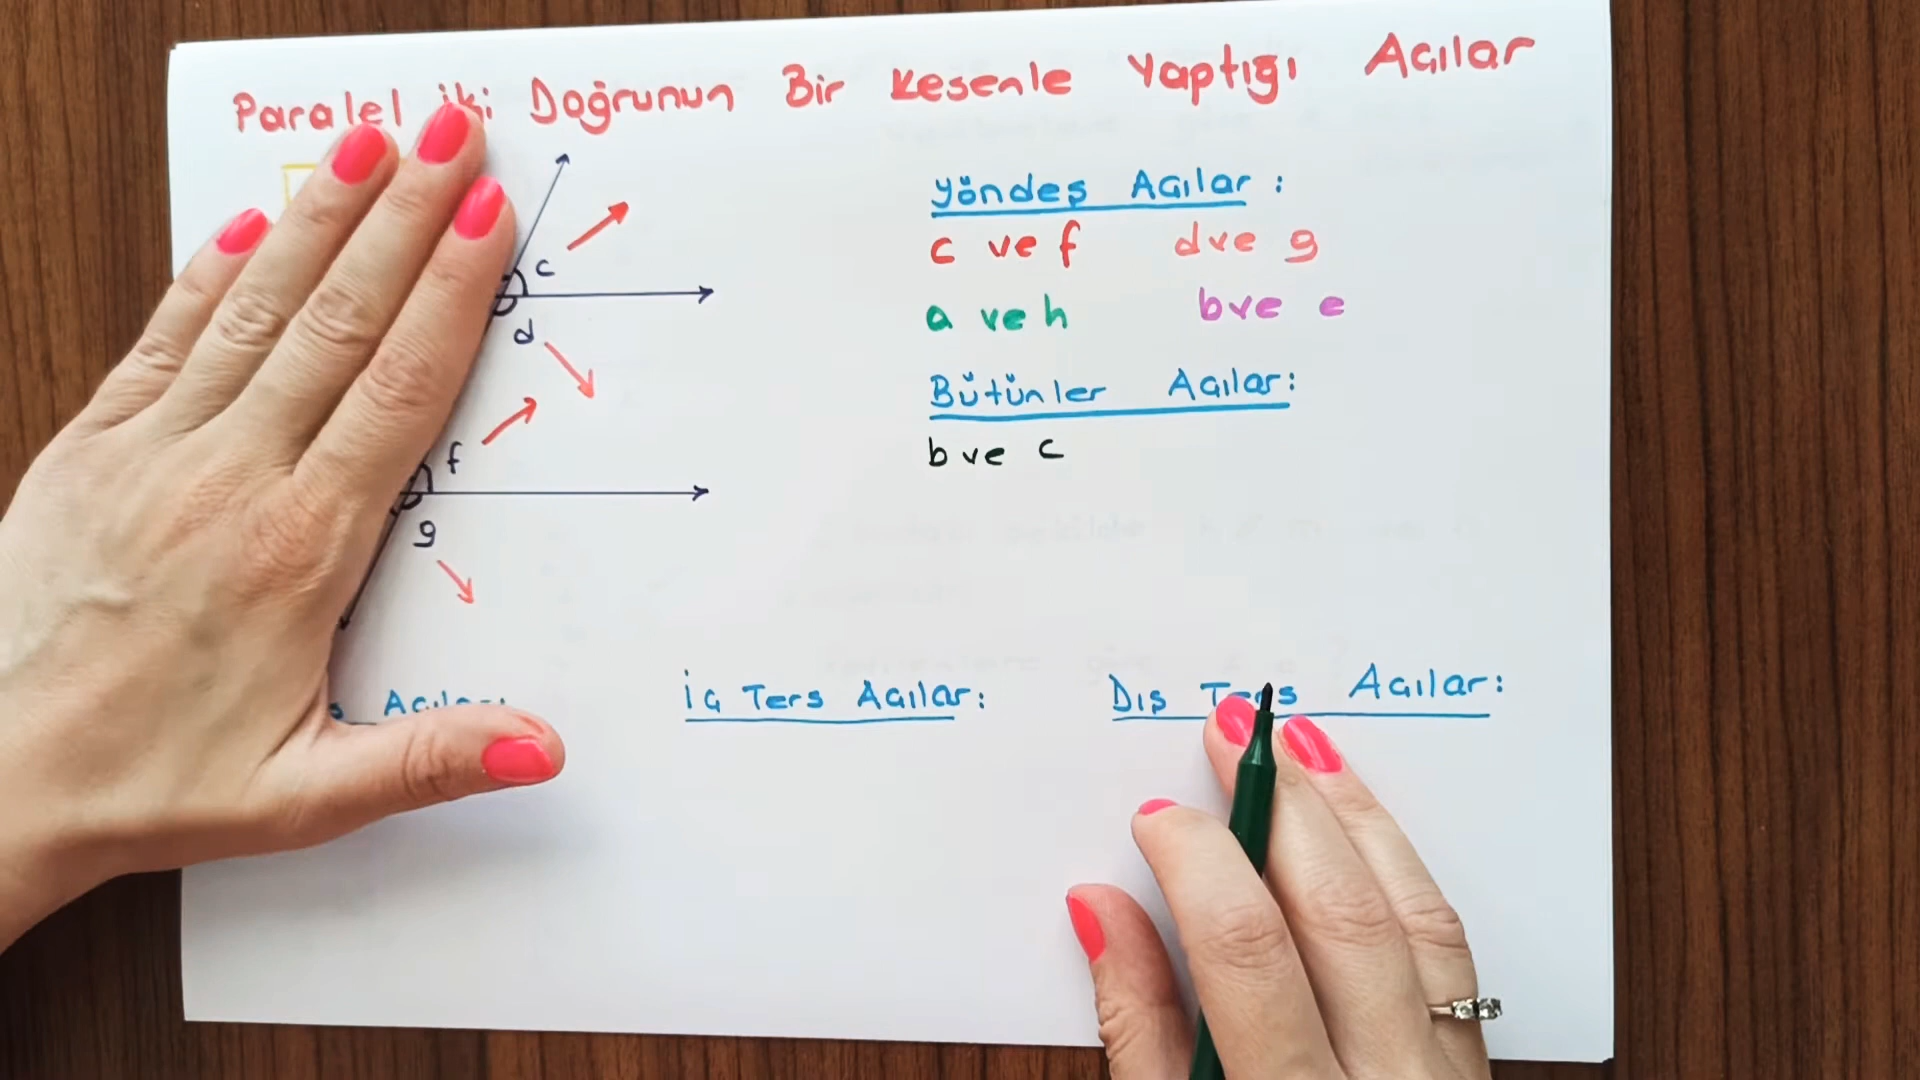 Paralel iki Doğrunun Bir Kesenle Yaptığı Açılar
c
d
f
g
Yöndeş Açılar :
c ve f d ve g
a ve h b ve e
Bütünler Açılar:
b ve c
Açılar:
İç Ters Açılar:
Dış Ters Açılar: